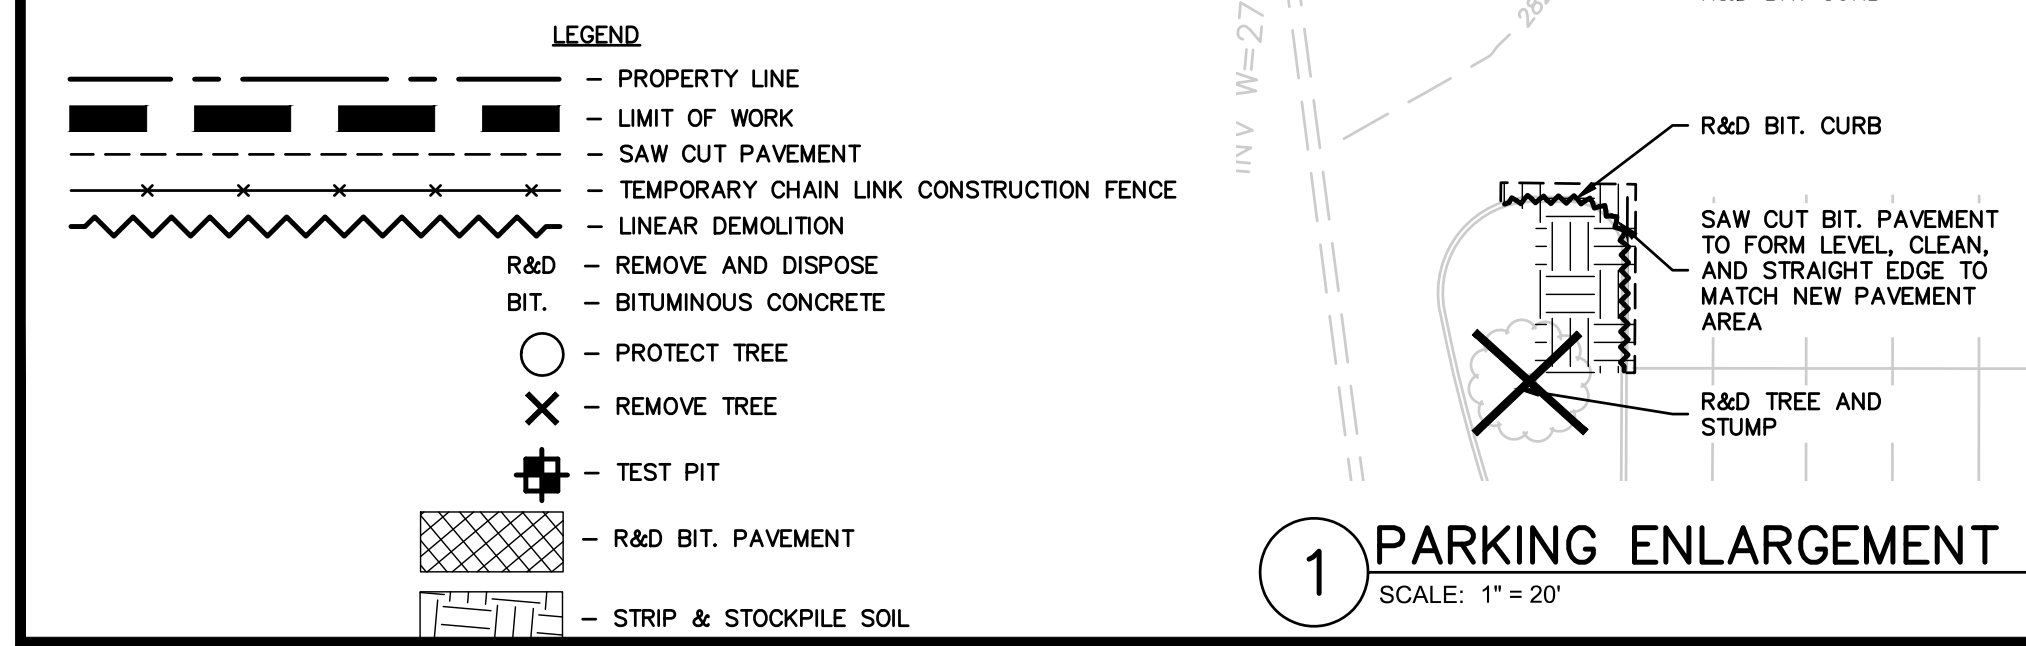 LEGEND
– PROPERTY LINE
– LIMIT OF WORK
– SAW CUT PAVEMENT
– TEMPORARY CHAIN LINK CONSTRUCTION FENCE
– LINEAR DEMOLITION
R&D – REMOVE AND DISPOSE
BIT. – BITUMINOUS CONCRETE
– PROTECT TREE
– REMOVE TREE
– TEST PIT
– R&D BIT. PAVEMENT
– STRIP & STOCKPILE SOIL
R&D BIT. CURB
SAW CUT BIT. PAVEMENT
TO FORM LEVEL, CLEAN,
AND STRAIGHT EDGE TO
MATCH NEW PAVEMENT
AREA
R&D TREE AND
STUMP
1
PARKING ENLARGEMENT
SCALE: 1" = 20'